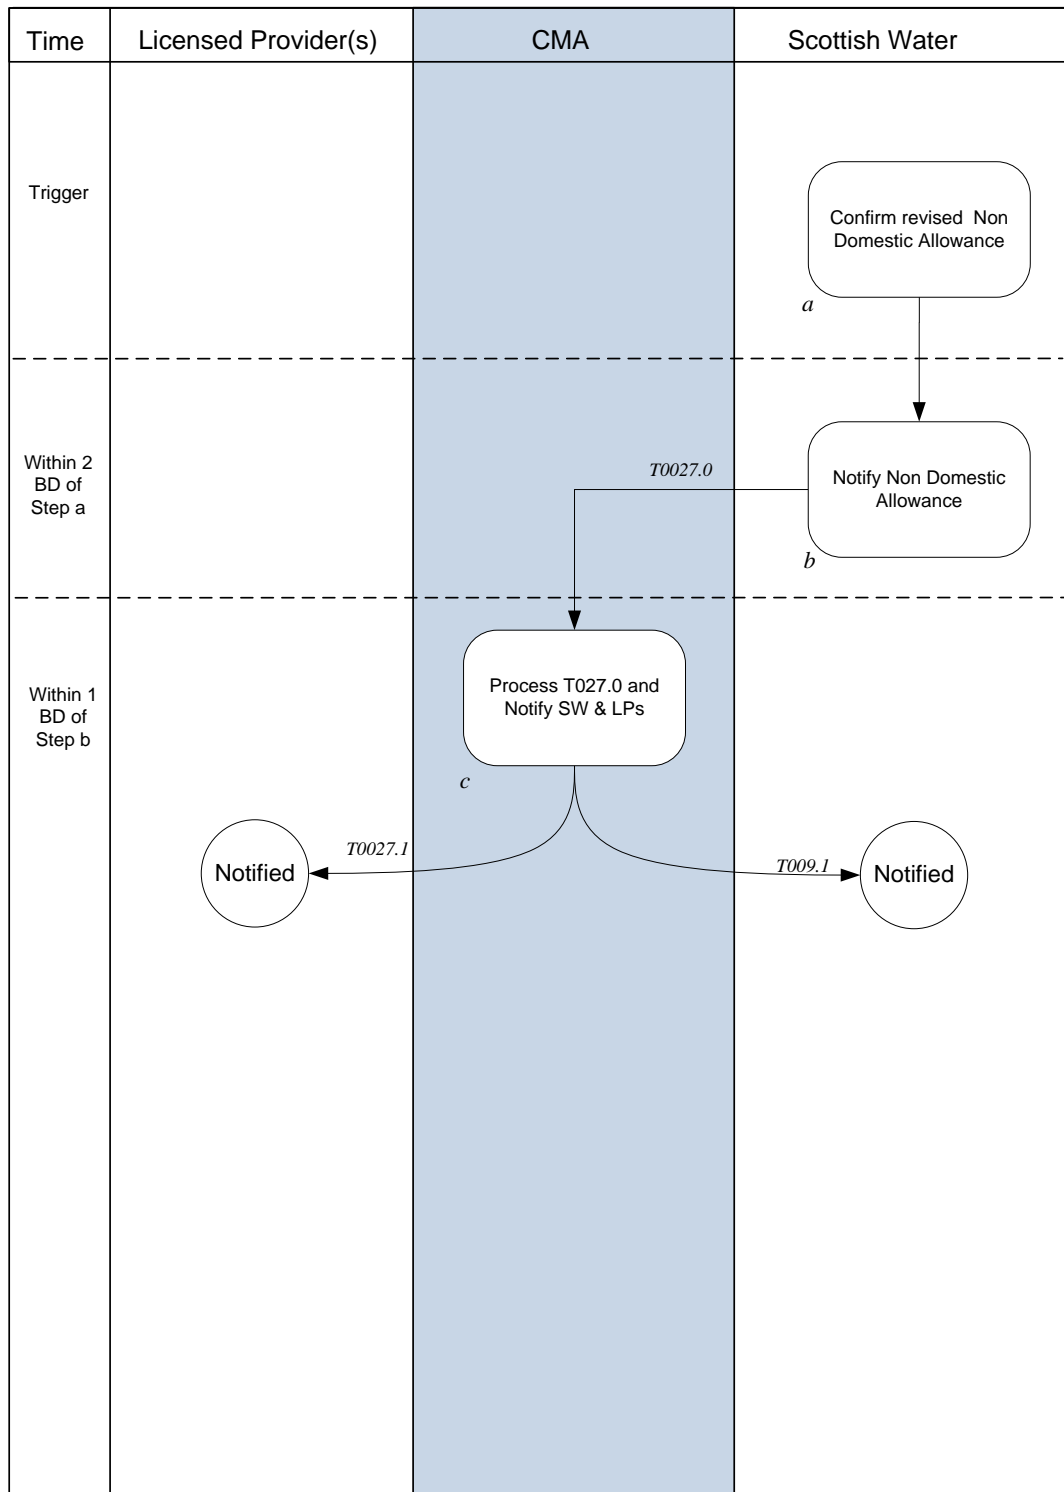 Time
Licensed Provider(s)
CMA
Scottish Water
Trigger
Confirm revised Non
Domestic Allowance
a
Within 2
BD of
Step a
T0027.0
Notify Non Domestic
Allowance
b
Within 1
BD of
Step b
Process T027.0 and
Notify SW & LPs
c
T0027.1
T009.1
Notified
Notified